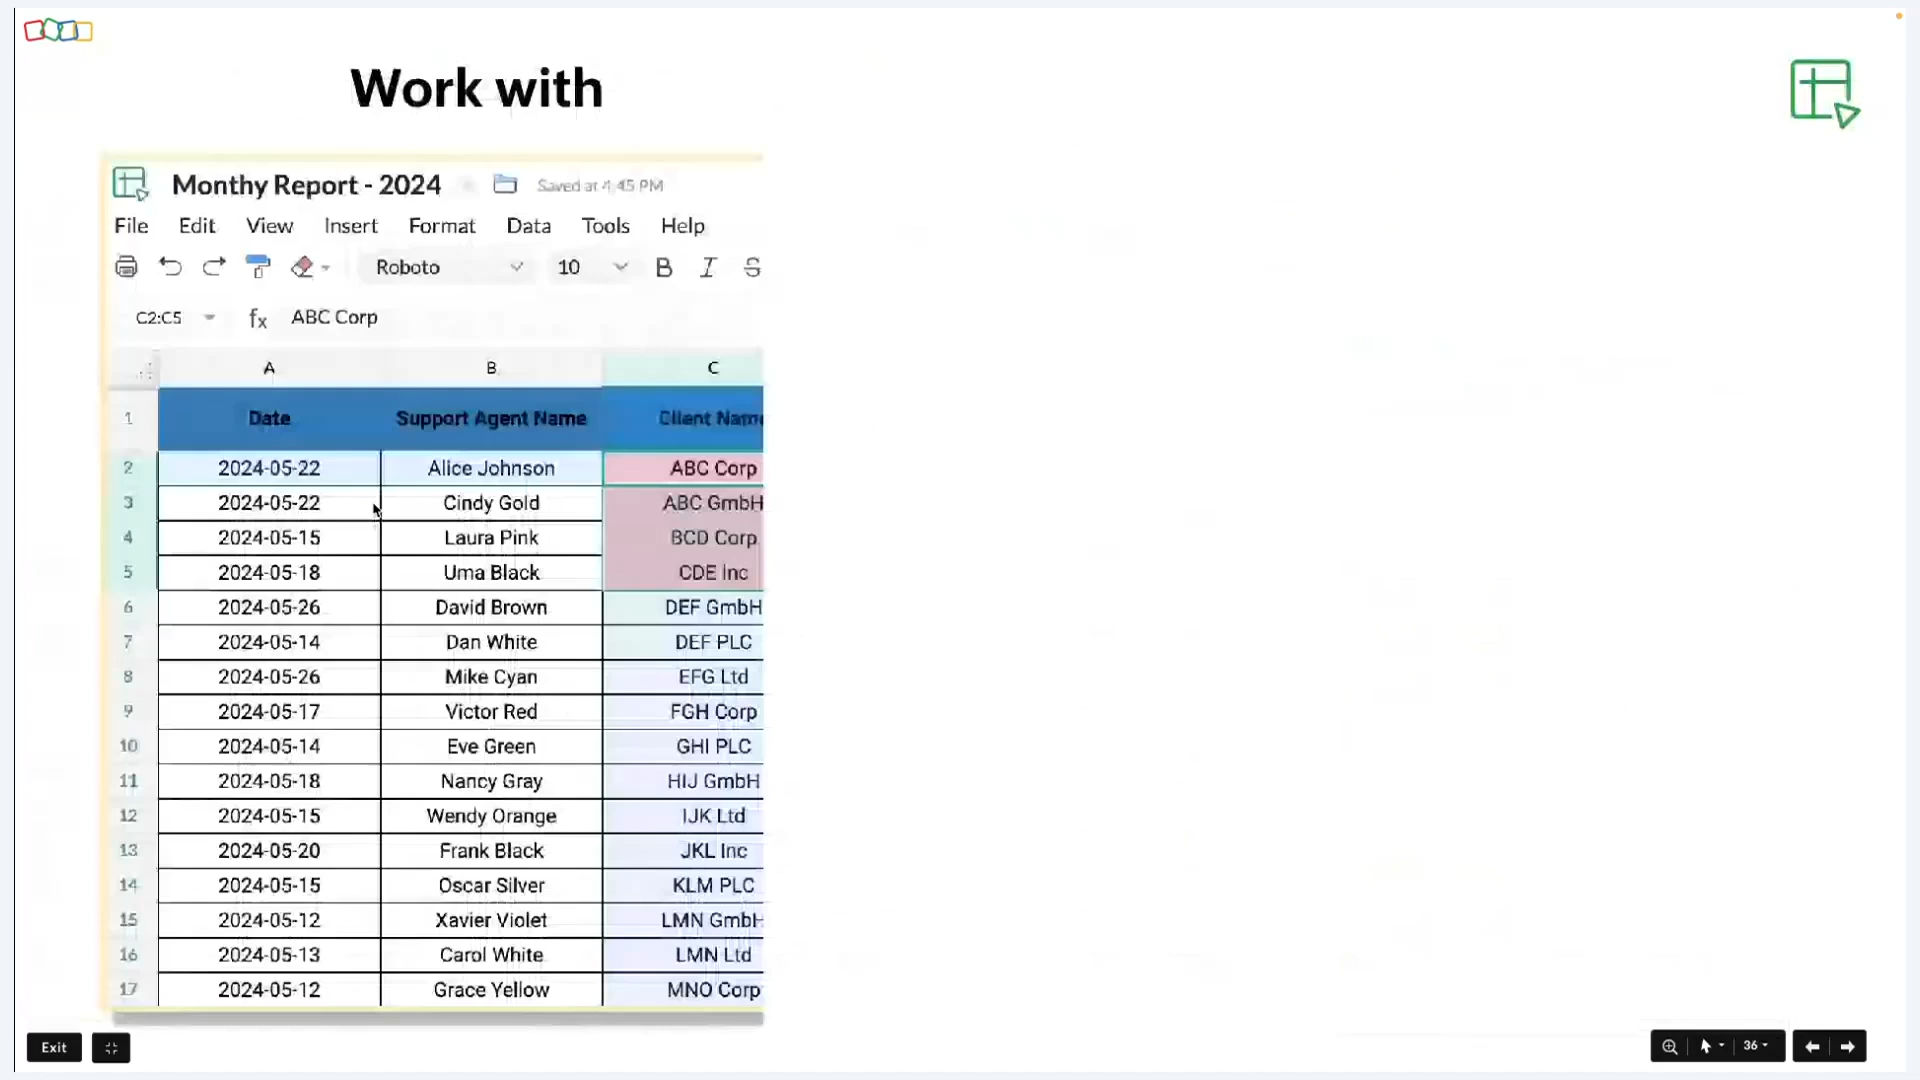 Work with
Monthy Report - 2024 Saved at 4:45 PM
File Edit View Insert Format Data Tools Help
Roboto 10 B I S
C2:C5 fx ABC Corp
A B C
1 Date Support Agent Name Client Name
2 2024-05-22 Alice Johnson ABC Corp
3 2024-05-22 Cindy Gold ABC GmbH
4 2024-05-15 Laura Pink BCD Corp
5 2024-05-18 Uma Black CDE Inc
6 2024-05-26 David Brown DEF GmbH
7 2024-05-14 Dan White DEF PLC
8 2024-05-26 Mike Cyan EFG Ltd
9 2024-05-17 Victor Red FGH Corp
10 2024-05-14 Eve Green GHI PLC
11 2024-05-18 Nancy Gray HIJ GmbH
12 2024-05-15 Wendy Orange IJK Ltd
13 2024-05-20 Frank Black JKL Inc
14 2024-05-15 Oscar Silver KLM PLC
15 2024-05-12 Xavier Violet LMN GmbH
16 2024-05-13 Carol White LMN Ltd
17 2024-05-12 Grace Yellow MNO Corp
Exit 36